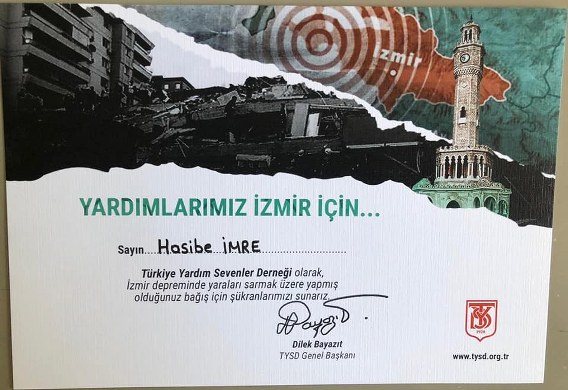 İzmir
YARDIMLARIMIZ İZMİR İÇİN...
Sayın....Hasibe İMRE..........................
Türkiye Yardım Sevenler Derneği olarak,
İzmir depreminde yaraları sarmak üzere yapmış
olduğunuz bağış için şükranlarımızı sunarız.
Dilek Bayazıt
TYSD Genel Başkanı
www.tysd.org.tr